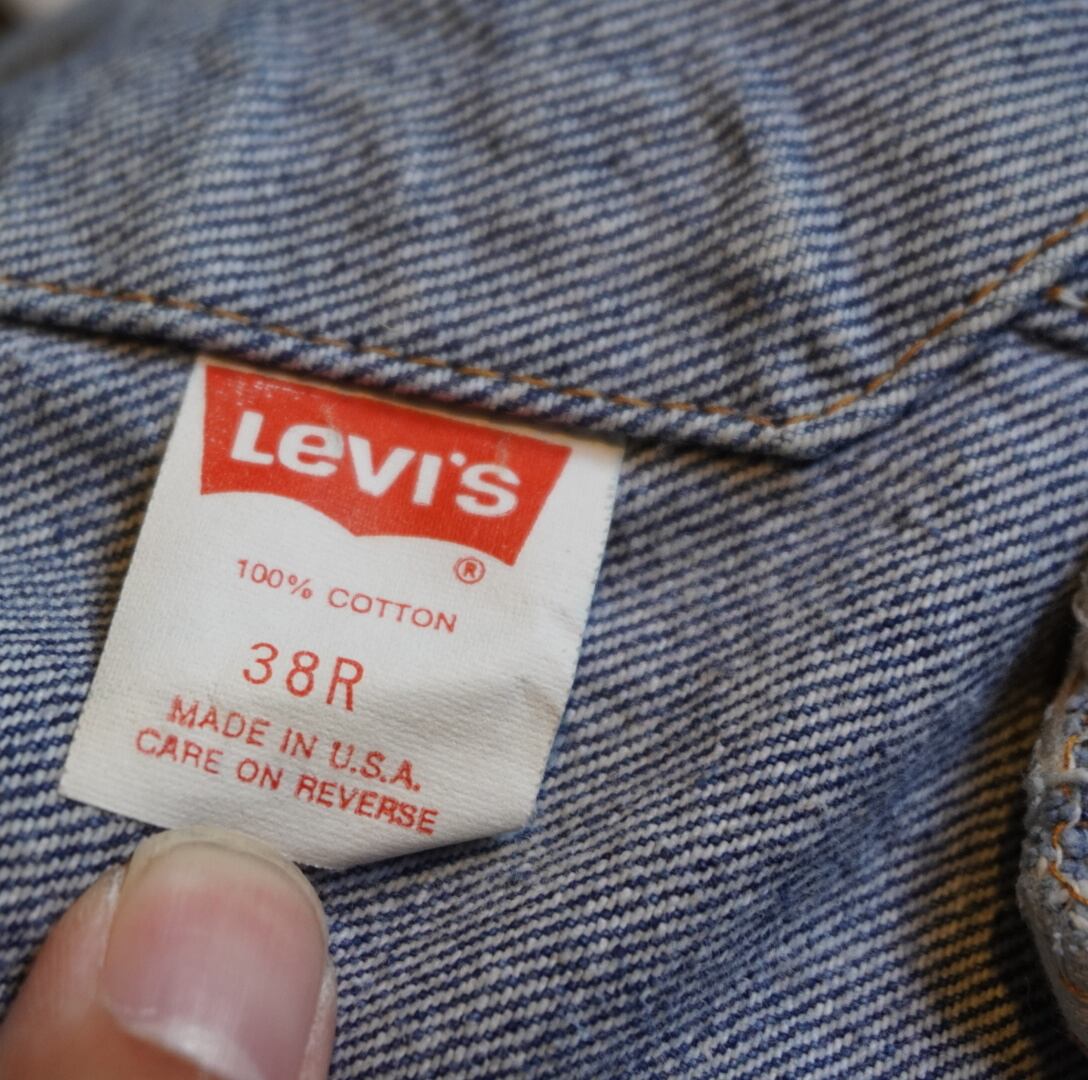 LeVI'S
®
100% COTTON
38R
MADE IN U.S.A.
CARE ON REVERSE